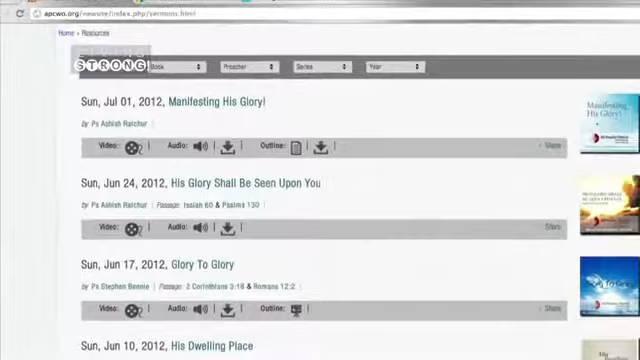 apcwo.org/newsite/index.php/sermons.html
Home » Resources
LIVING
STRONG
Book Preacher Series Year
Sun, Jul 01, 2012, Manifesting His Glory!
by Ps Ashish Raichur
Video: Audio: Outline: Share
Manifesting
His Glory!
Sun, Jun 24, 2012, His Glory Shall Be Seen Upon You
by Ps Ashish Raichur | Passage: Isaiah 60 & Psalms 130
Video: Audio: Share
Sun, Jun 17, 2012, Glory To Glory
by Ps Stephen Bennie | Passage: 2 Corinthians 3:18 & Romans 12:2
Video: Audio: Outline: Share
Sun, Jun 10, 2012, His Dwelling Place